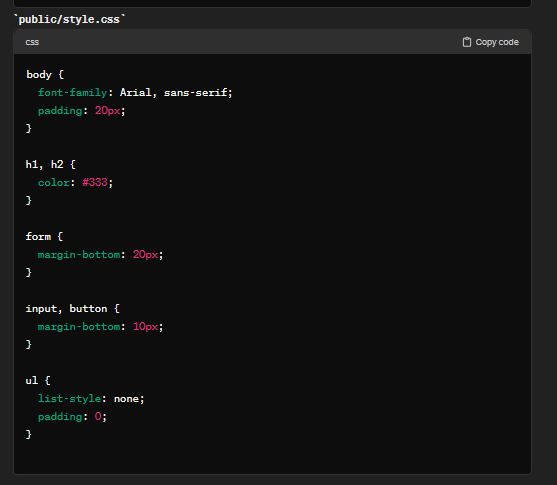 `public/style.css`
css
Copy code
body {
  font-family: Arial, sans-serif;
  padding: 20px;
}

h1, h2 {
  color: #333;
}

form {
  margin-bottom: 20px;
}

input, button {
  margin-bottom: 10px;
}

ul {
  list-style: none;
  padding: 0;
}